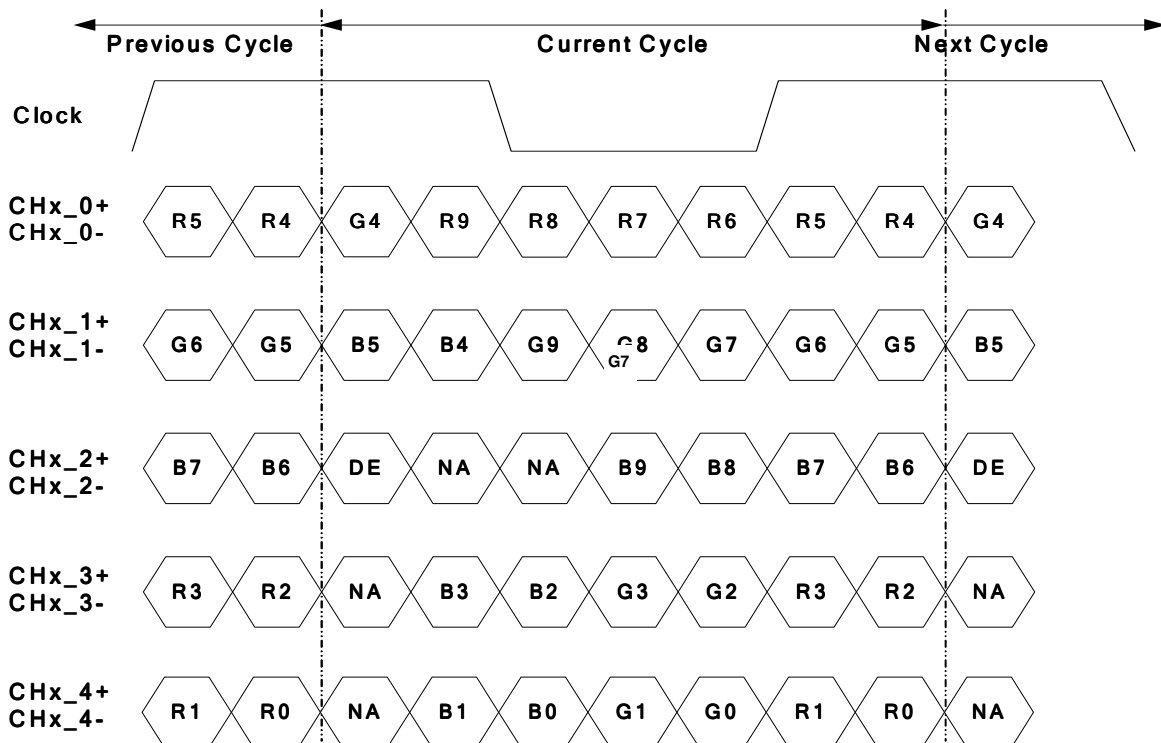 Previous Cycle Current Cycle Next Cycle
Clock
CHx_0+
CHx_0-
R5 R4 G4 R9 R8 R7 R6 R5 R4 G4
CHx_1+
CHx_1-
G6 G5 B5 B4 G9 G8 G7 G6 G5 B5
G7
CHx_2+
CHx_2-
B7 B6 DE NA NA B9 B8 B7 B6 DE
CHx_3+
CHx_3-
R3 R2 NA B3 B2 G3 G2 R3 R2 NA
CHx_4+
CHx_4-
R1 R0 NA B1 B0 G1 G0 R1 R0 NA